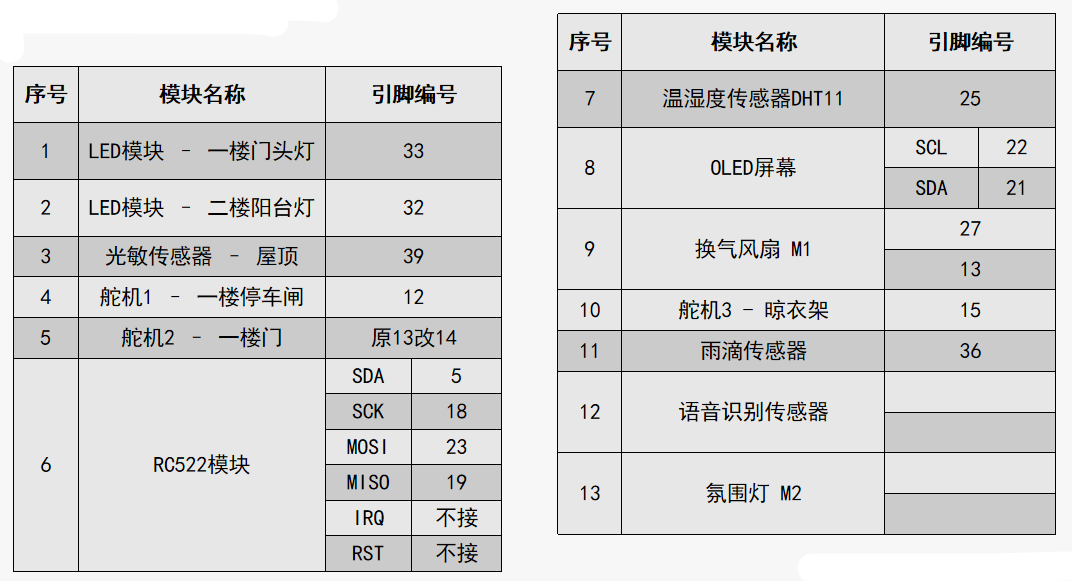 序号 模块名称 引脚编号
1 LED模块 - 一楼门头灯 33
2 LED模块 - 二楼阳台灯 32
3 光敏传感器 - 屋顶 39
4 舵机1 - 一楼停车闸 12
5 舵机2 - 一楼门 原13改14
6 RC522模块 SDA 5
SCK 18
MOSI 23
MISO 19
IRQ 不接
RST 不接
序号 模块名称 引脚编号
7 温湿度传感器DHT11 25
8 OLED屏幕 SCL 22
SDA 21
9 换气风扇 M1 27
13
10 舵机3 - 晾衣架 15
11 雨滴传感器 36
12 语音识别传感器
13 氛围灯 M2